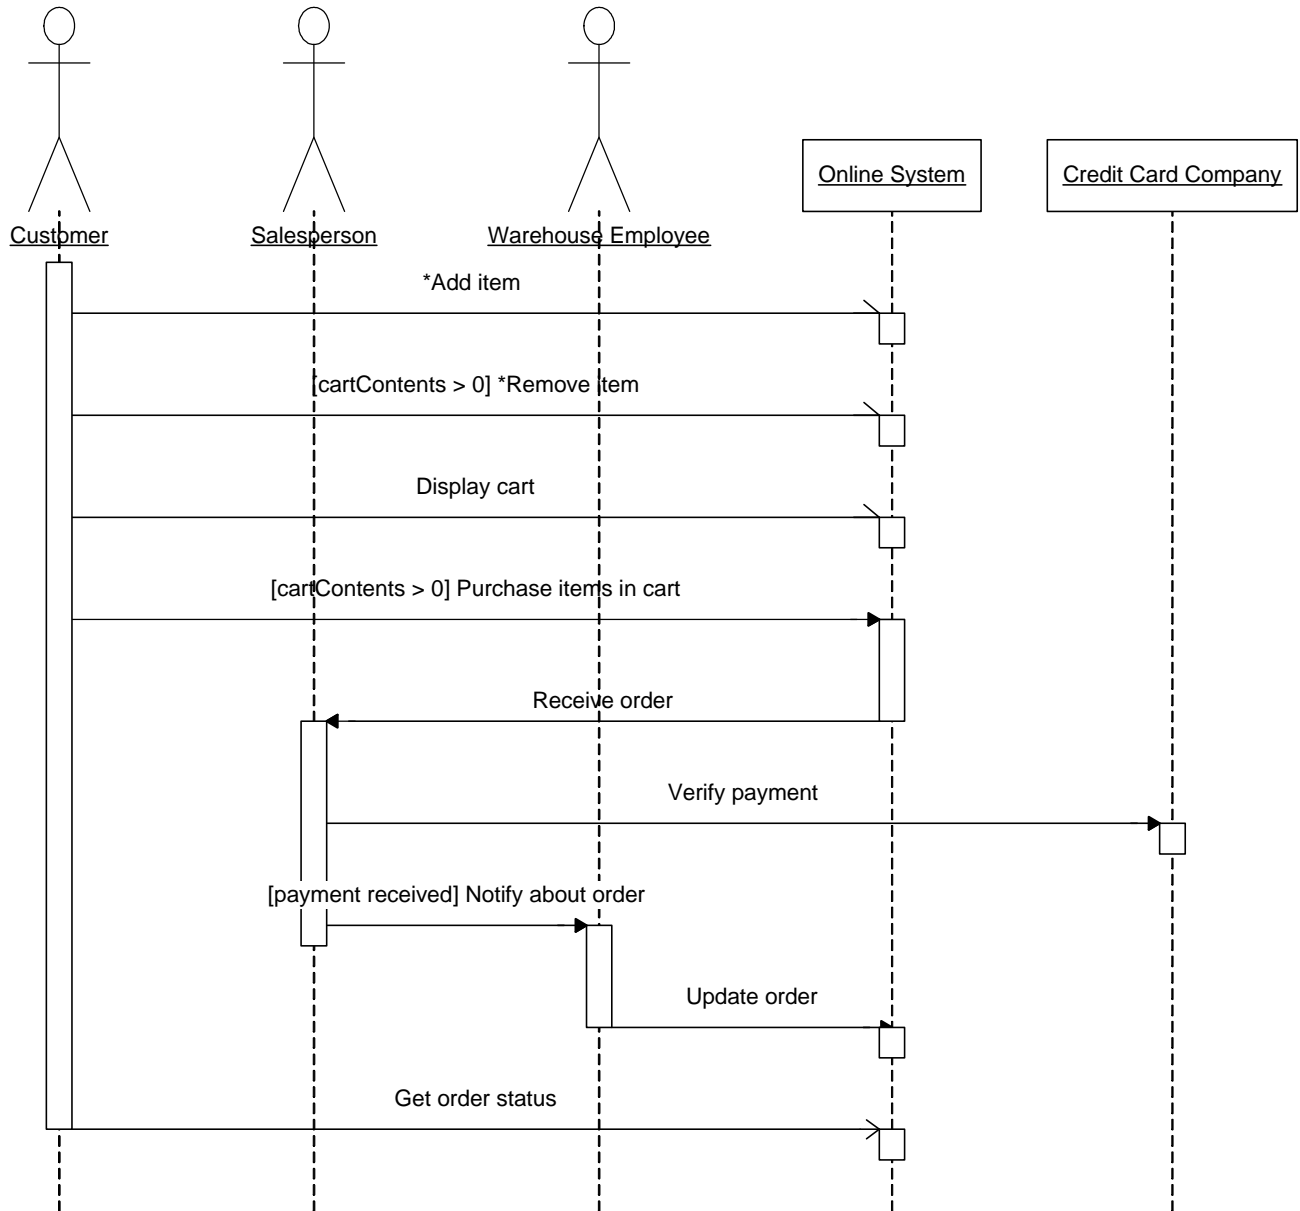 Online System
Credit Card Company
Customer
Salesperson
Warehouse Employee
*Add item
[cartContents > 0] *Remove item
Display cart
[cartContents > 0] Purchase items in cart
Receive order
Verify payment
[payment received] Notify about order
Update order
Get order status